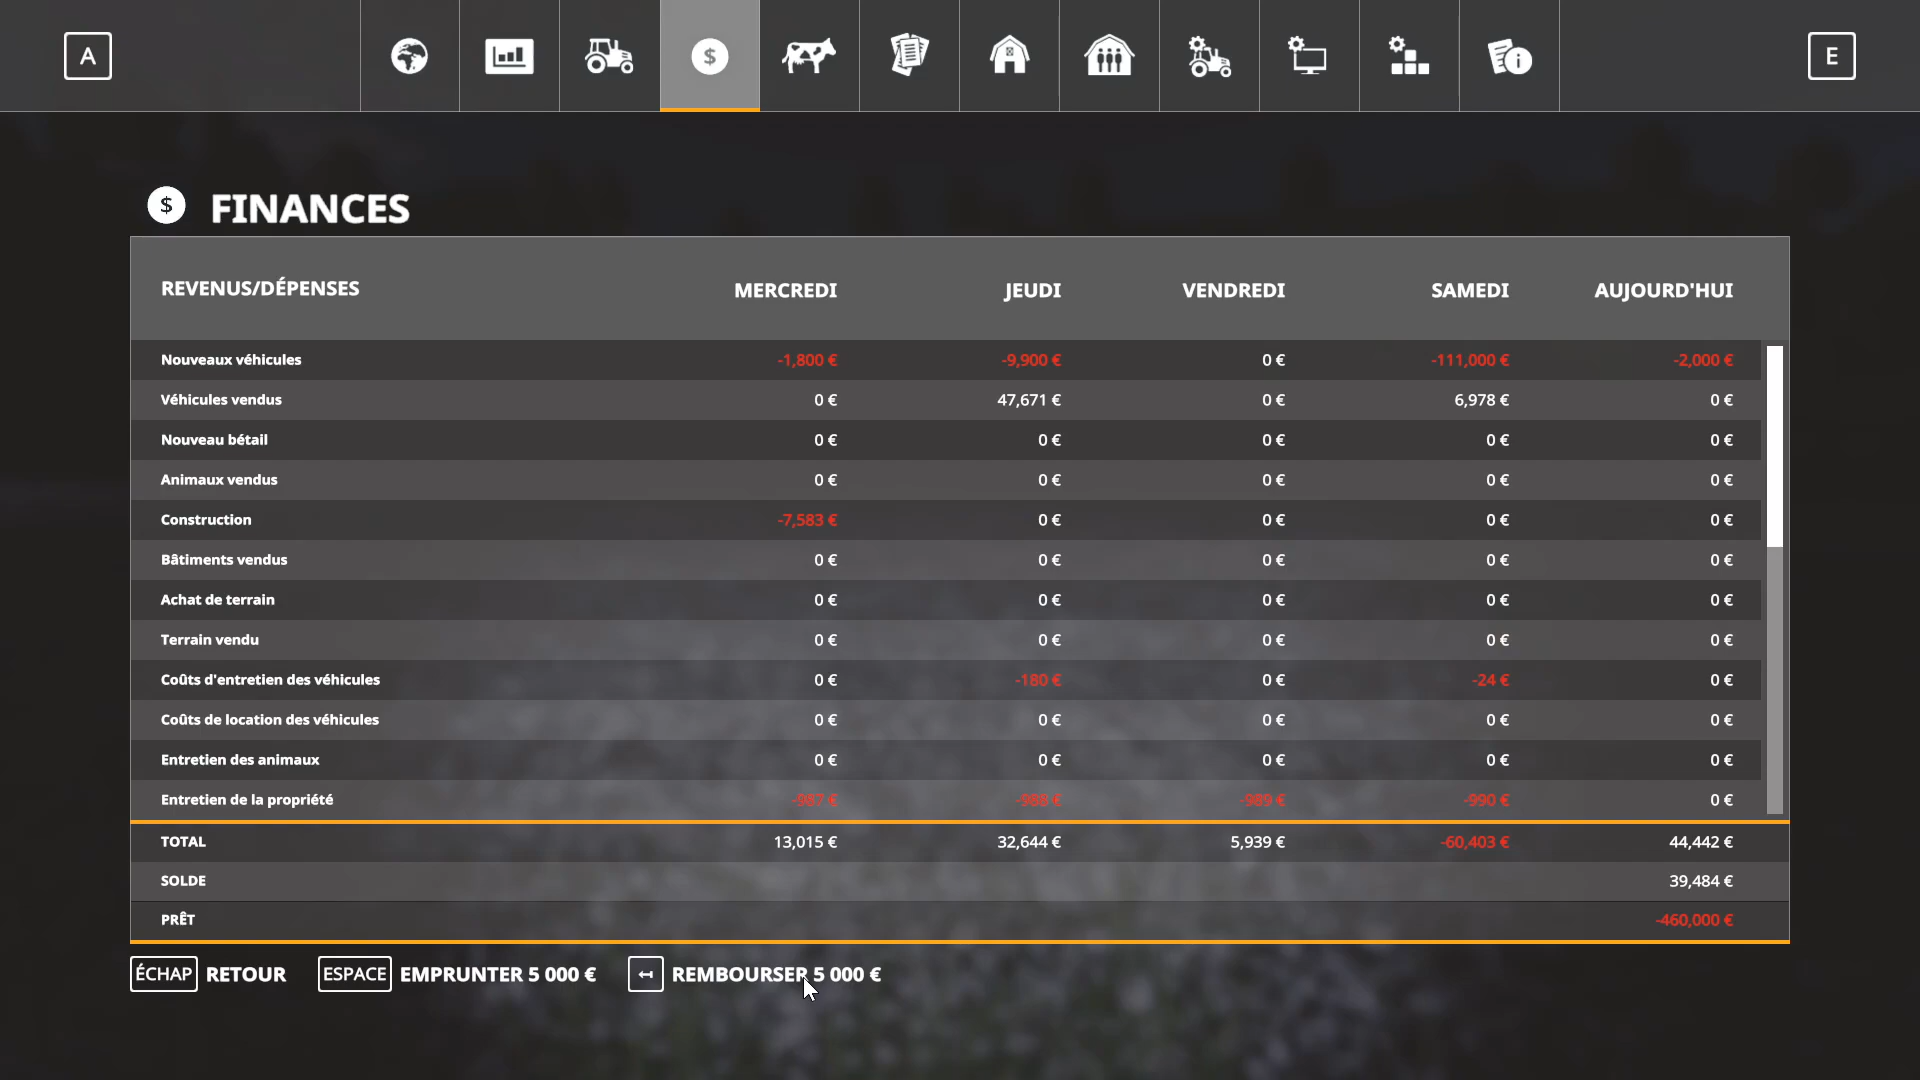 A
E
$ FINANCES
REVENUS/DÉPENSES MERCREDI JEUDI VENDREDI SAMEDI AUJOURD'HUI
Nouveaux véhicules -1,800 € -9,900 € 0 € -111,000 € -2,000 €
Véhicules vendus 0 € 47,671 € 0 € 6,978 € 0 €
Nouveau bétail 0 € 0 € 0 € 0 € 0 €
Animaux vendus 0 € 0 € 0 € 0 € 0 €
Construction -7,583 € 0 € 0 € 0 € 0 €
Bâtiments vendus 0 € 0 € 0 € 0 € 0 €
Achat de terrain 0 € 0 € 0 € 0 € 0 €
Terrain vendu 0 € 0 € 0 € 0 € 0 €
Coûts d'entretien des véhicules 0 € -180 € 0 € -24 € 0 €
Coûts de location des véhicules 0 € 0 € 0 € 0 € 0 €
Entretien des animaux 0 € 0 € 0 € 0 € 0 €
Entretien de la propriété -987 € -988 € -989 € -990 € 0 €
TOTAL 13,015 € 32,644 € 5,939 € -60,403 € 44,442 €
SOLDE 39,484 €
PRÊT -460,000 €
ÉCHAP RETOUR ESPACE EMPRUNTER 5 000 € REMBOURSER 5 000 €